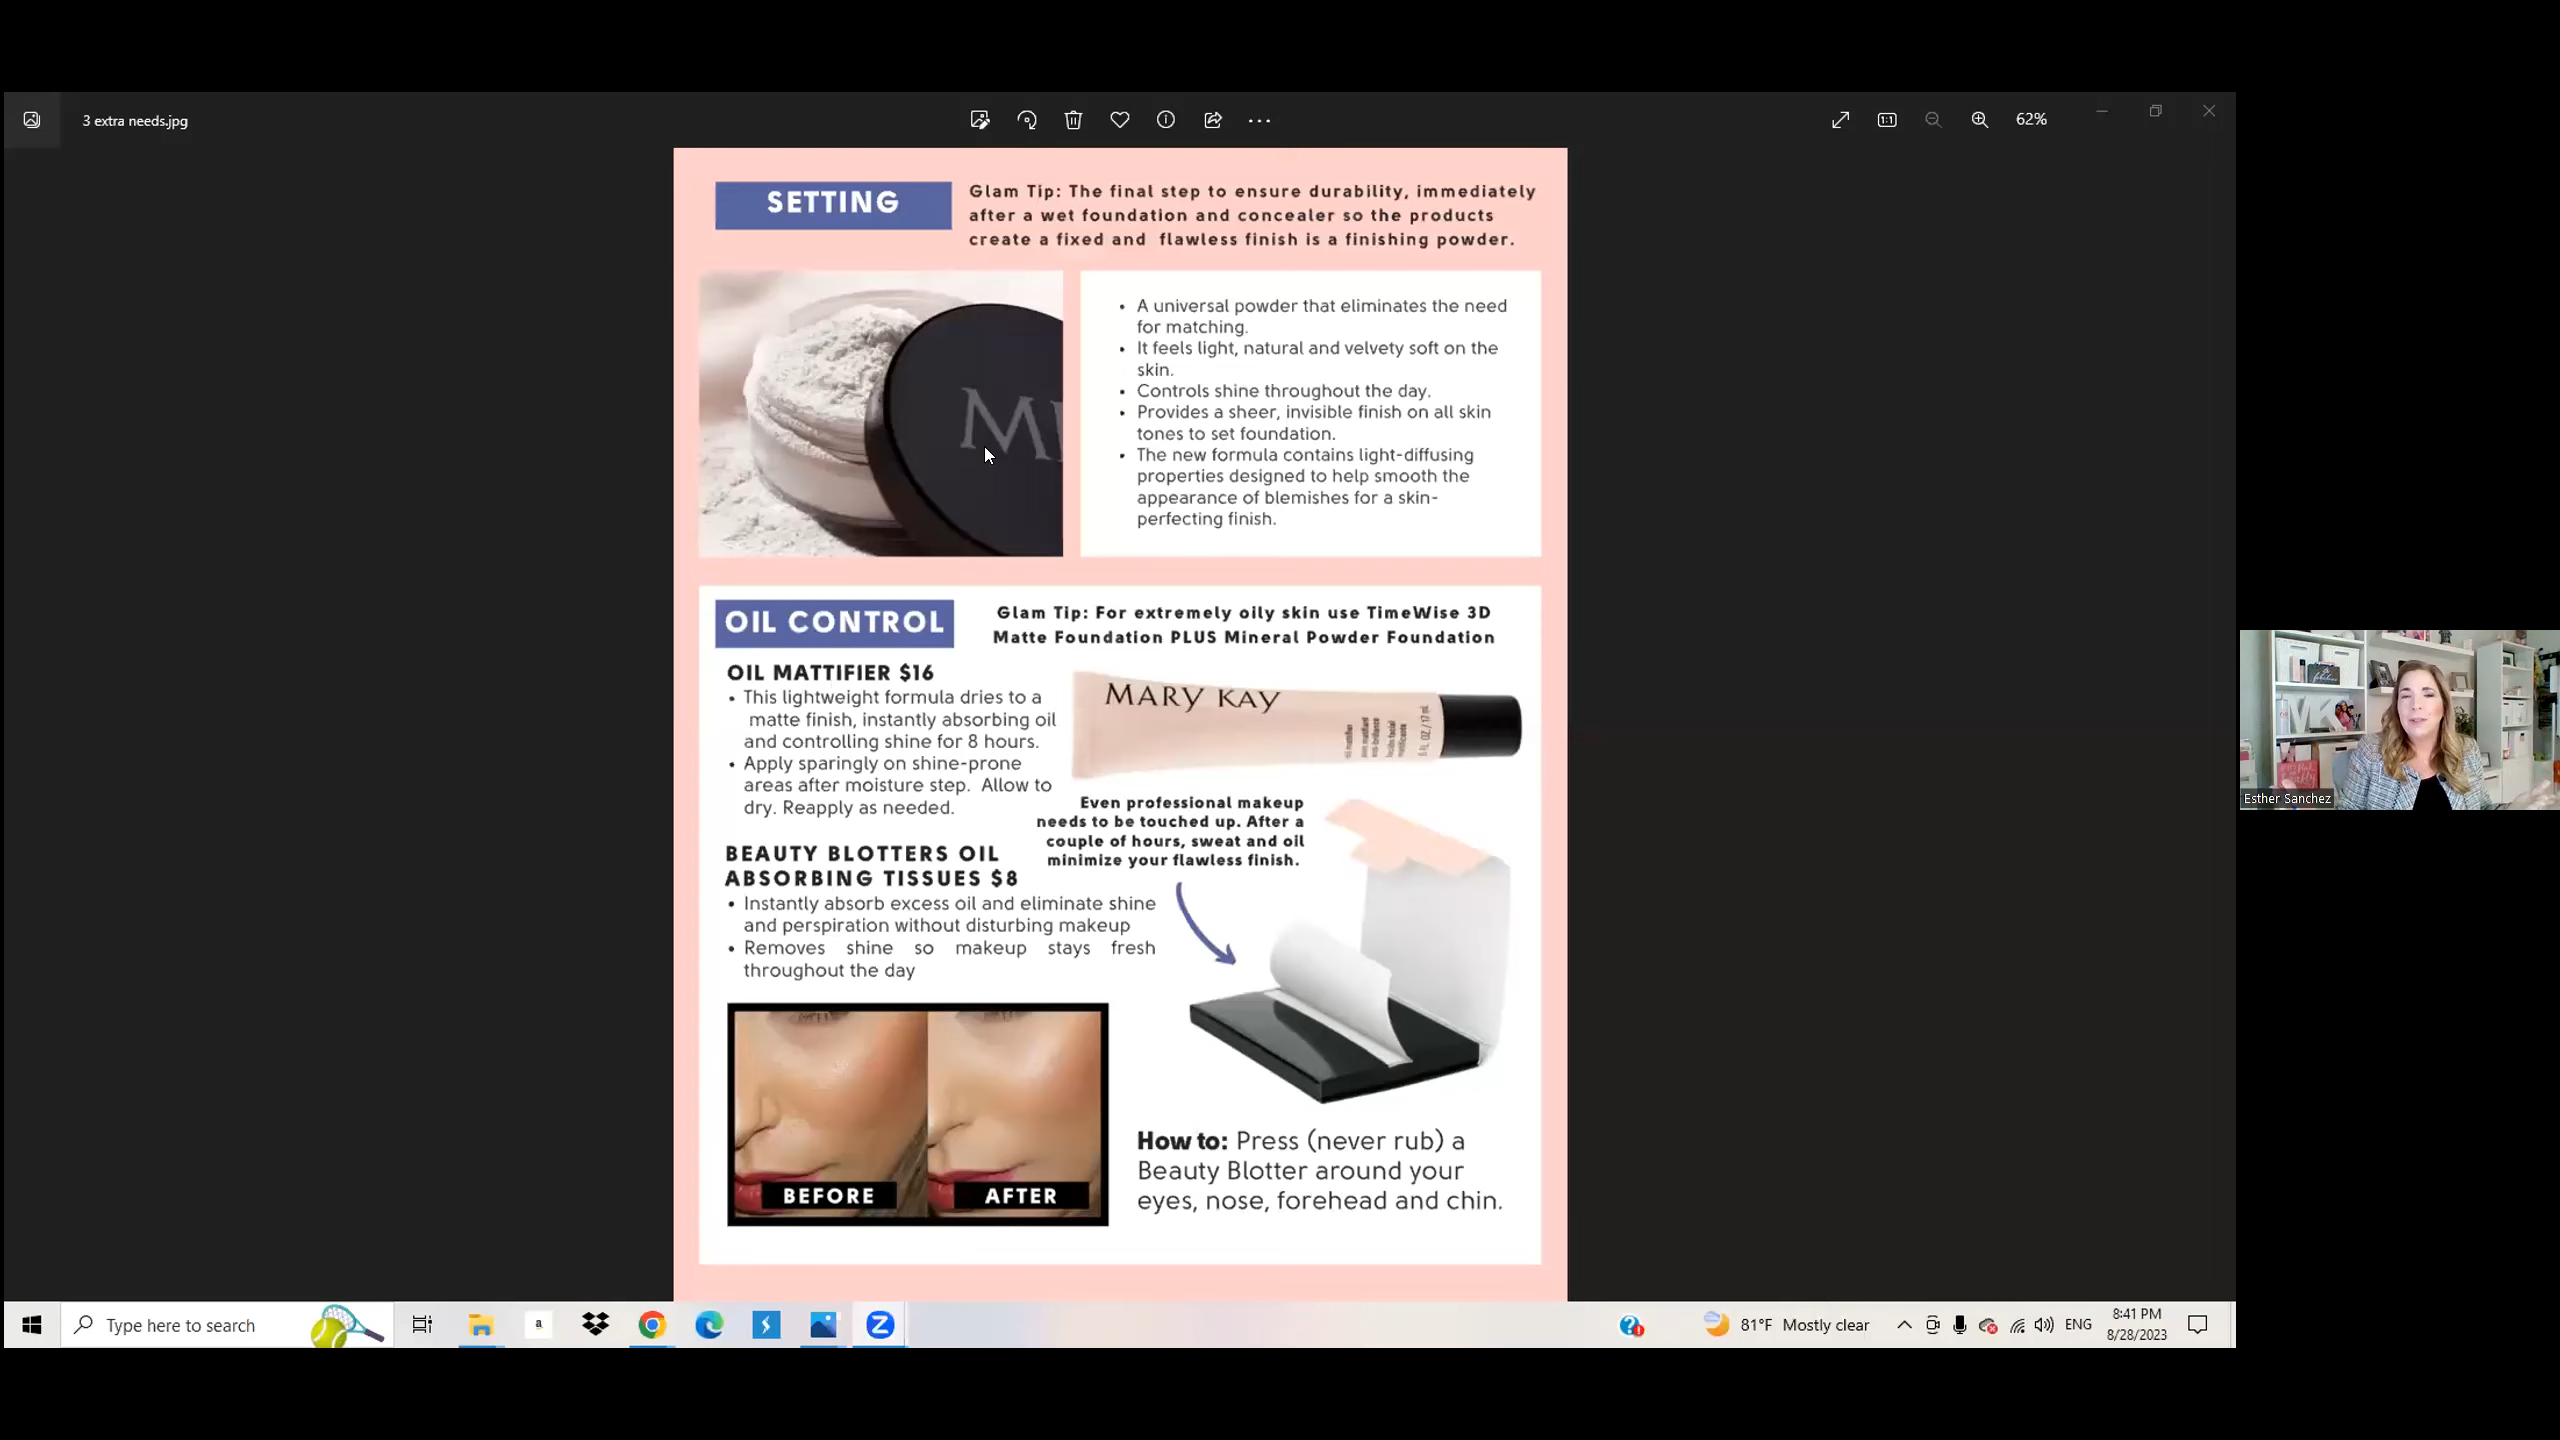 3 extra needs.jpg
62%
SETTING
Glam Tip: The final step to ensure durability, immediately
after a wet foundation and concealer so the products
create a fixed and flawless finish is a finishing powder.
• A universal powder that eliminates the need
for matching.
• It feels light, natural and velvety soft on the
skin.
• Controls shine throughout the day.
• Provides a sheer, invisible finish on all skin
tones to set foundation.
• The new formula contains light-diffusing
properties designed to help smooth the
appearance of blemishes for a skin-
perfecting finish.
OIL CONTROL
Glam Tip: For extremely oily skin use TimeWise 3D
Matte Foundation PLUS Mineral Powder Foundation
OIL MATTIFIER $16
• This lightweight formula dries to a
matte finish, instantly absorbing oil
and controlling shine for 8 hours.
• Apply sparingly on shine-prone
areas after moisture step. Allow to
dry. Reapply as needed.
MARY KAY
Even professional makeup
needs to be touched up. After a
couple of hours, sweat and oil
minimize your flawless finish.
BEAUTY BLOTTERS OIL
ABSORBING TISSUES $8
• Instantly absorb excess oil and eliminate shine
and perspiration without disturbing makeup
• Removes shine so makeup stays fresh
throughout the day
BEFORE
AFTER
How to: Press (never rub) a
Beauty Blotter around your
eyes, nose, forehead and chin.
MK
Esther Sanchez
Type here to search
81°F Mostly clear
ENG
8:41 PM
8/28/2023